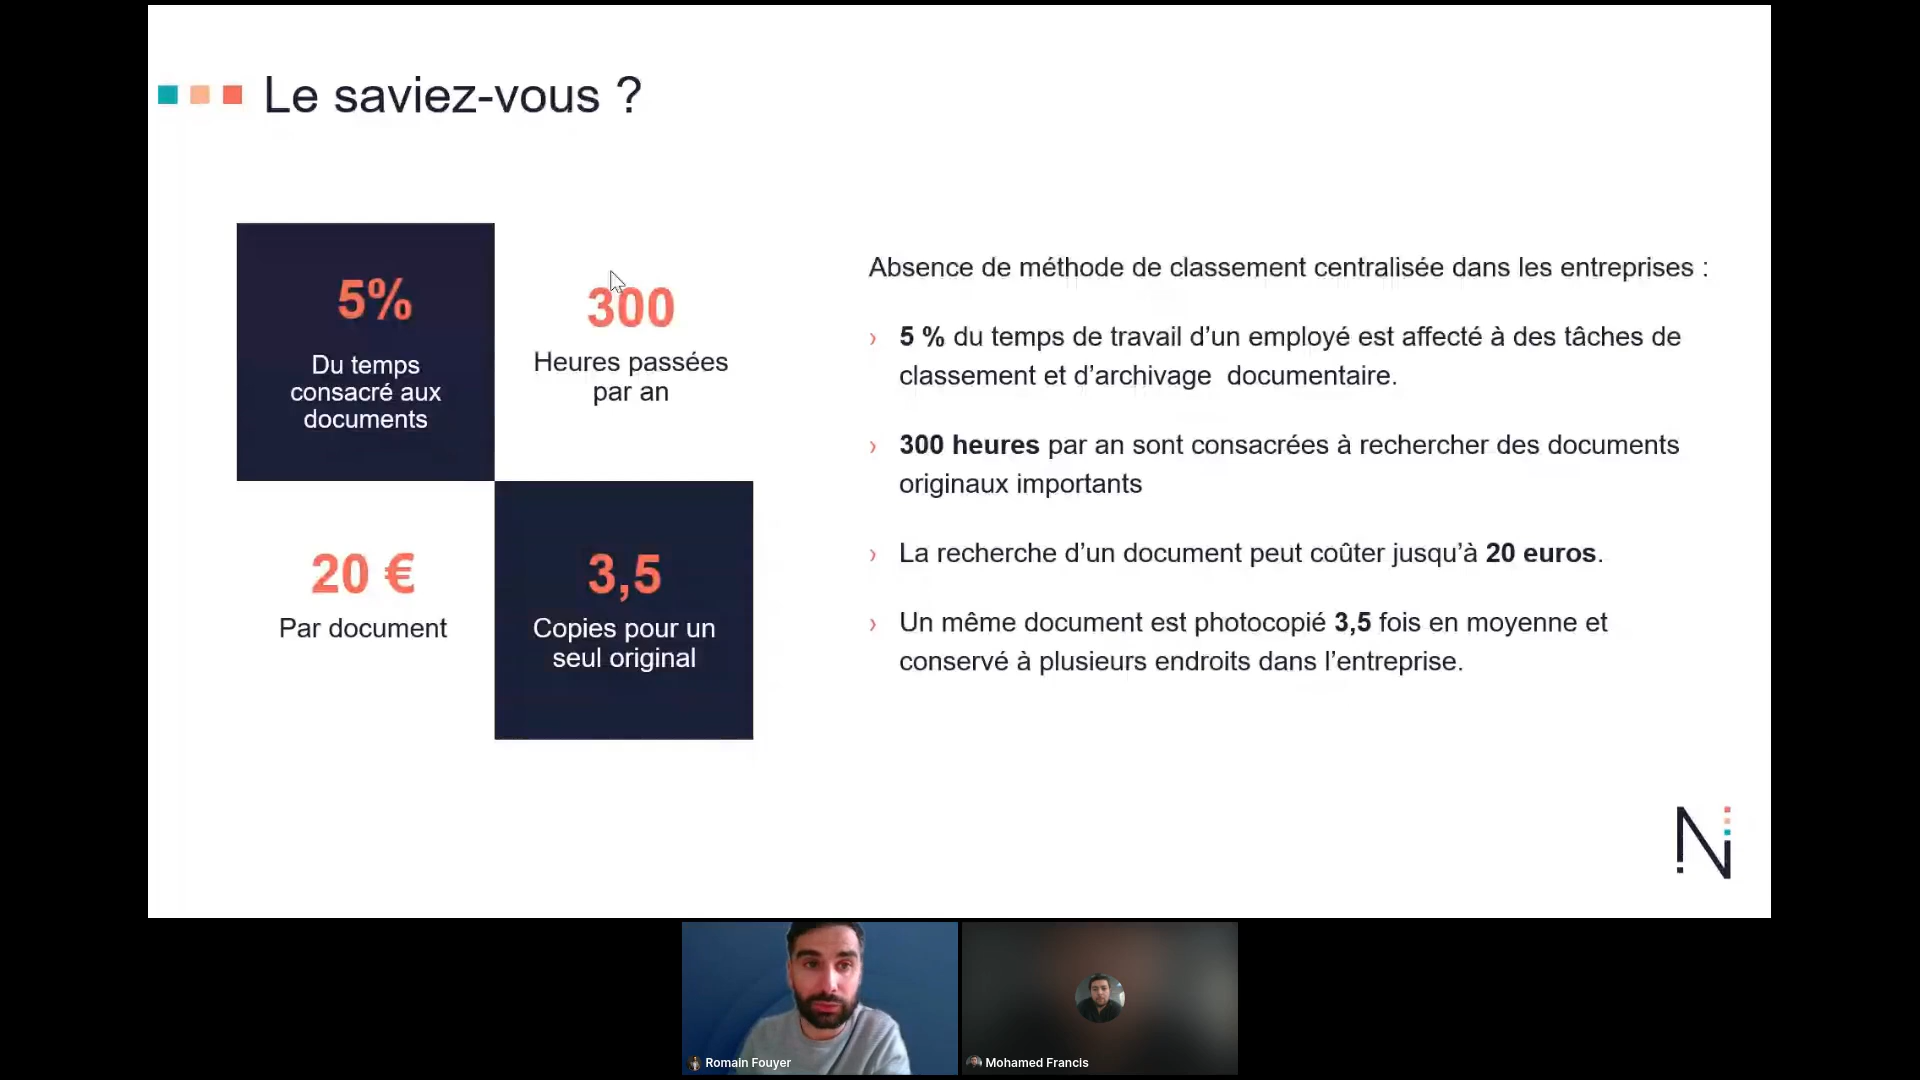 Le saviez-vous ?
5%
Du temps
consacré aux
documents
300
Heures passées
par an
20 €
Par document
3,5
Copies pour un
seul original
Absence de méthode de classement centralisée dans les entreprises :
› 5 % du temps de travail d’un employé est affecté à des tâches de
classement et d’archivage  documentaire.
› 300 heures par an sont consacrées à rechercher des documents
originaux importants
› La recherche d’un document peut coûter jusqu’à 20 euros.
› Un même document est photocopié 3,5 fois en moyenne et
conservé à plusieurs endroits dans l’entreprise.
N
Romain Fouyer
Mohamed Francis